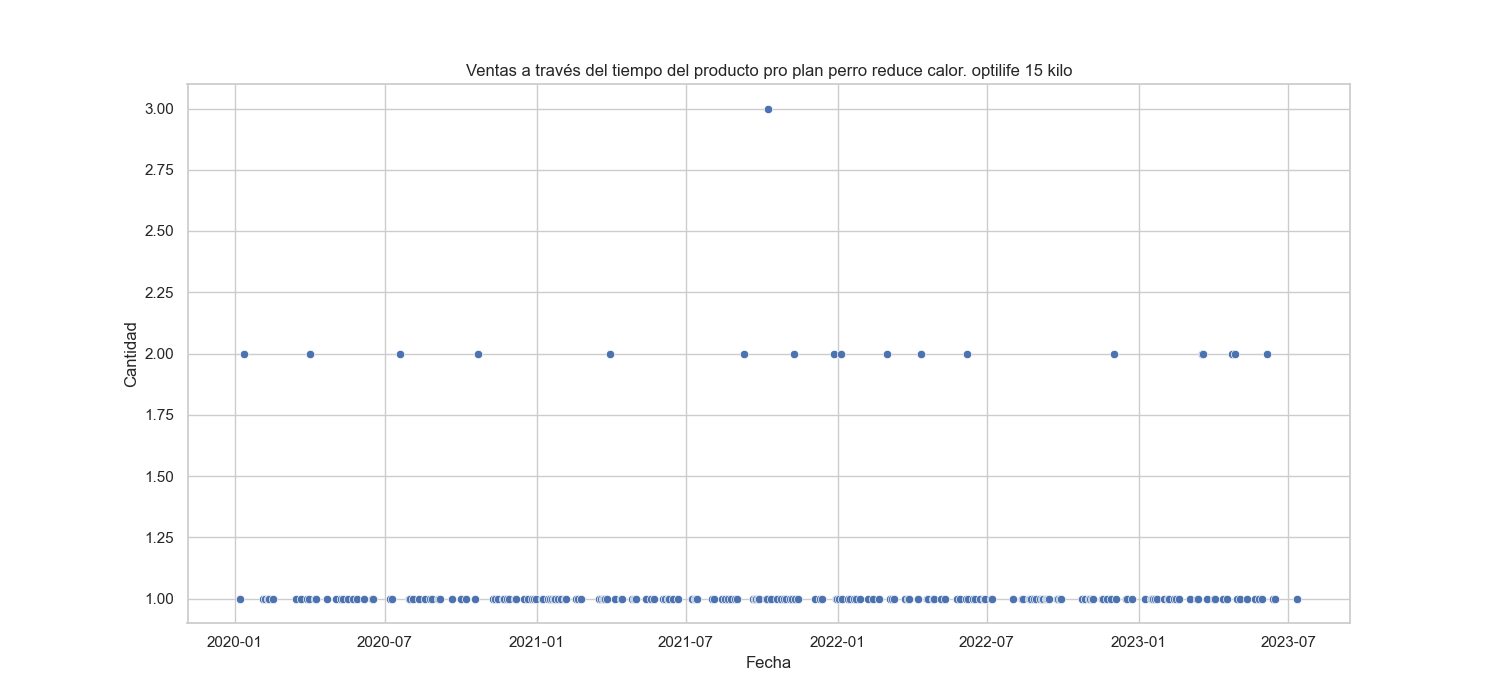 Ventas a través del tiempo del producto pro plan perro reduce calor. optilife 15 kilo
3.00
2.75
2.50
2.25
2.00
1.75
1.50
1.25
1.00
Cantidad
2020-01 2020-07 2021-01 2021-07 2022-01 2022-07 2023-01 2023-07
Fecha